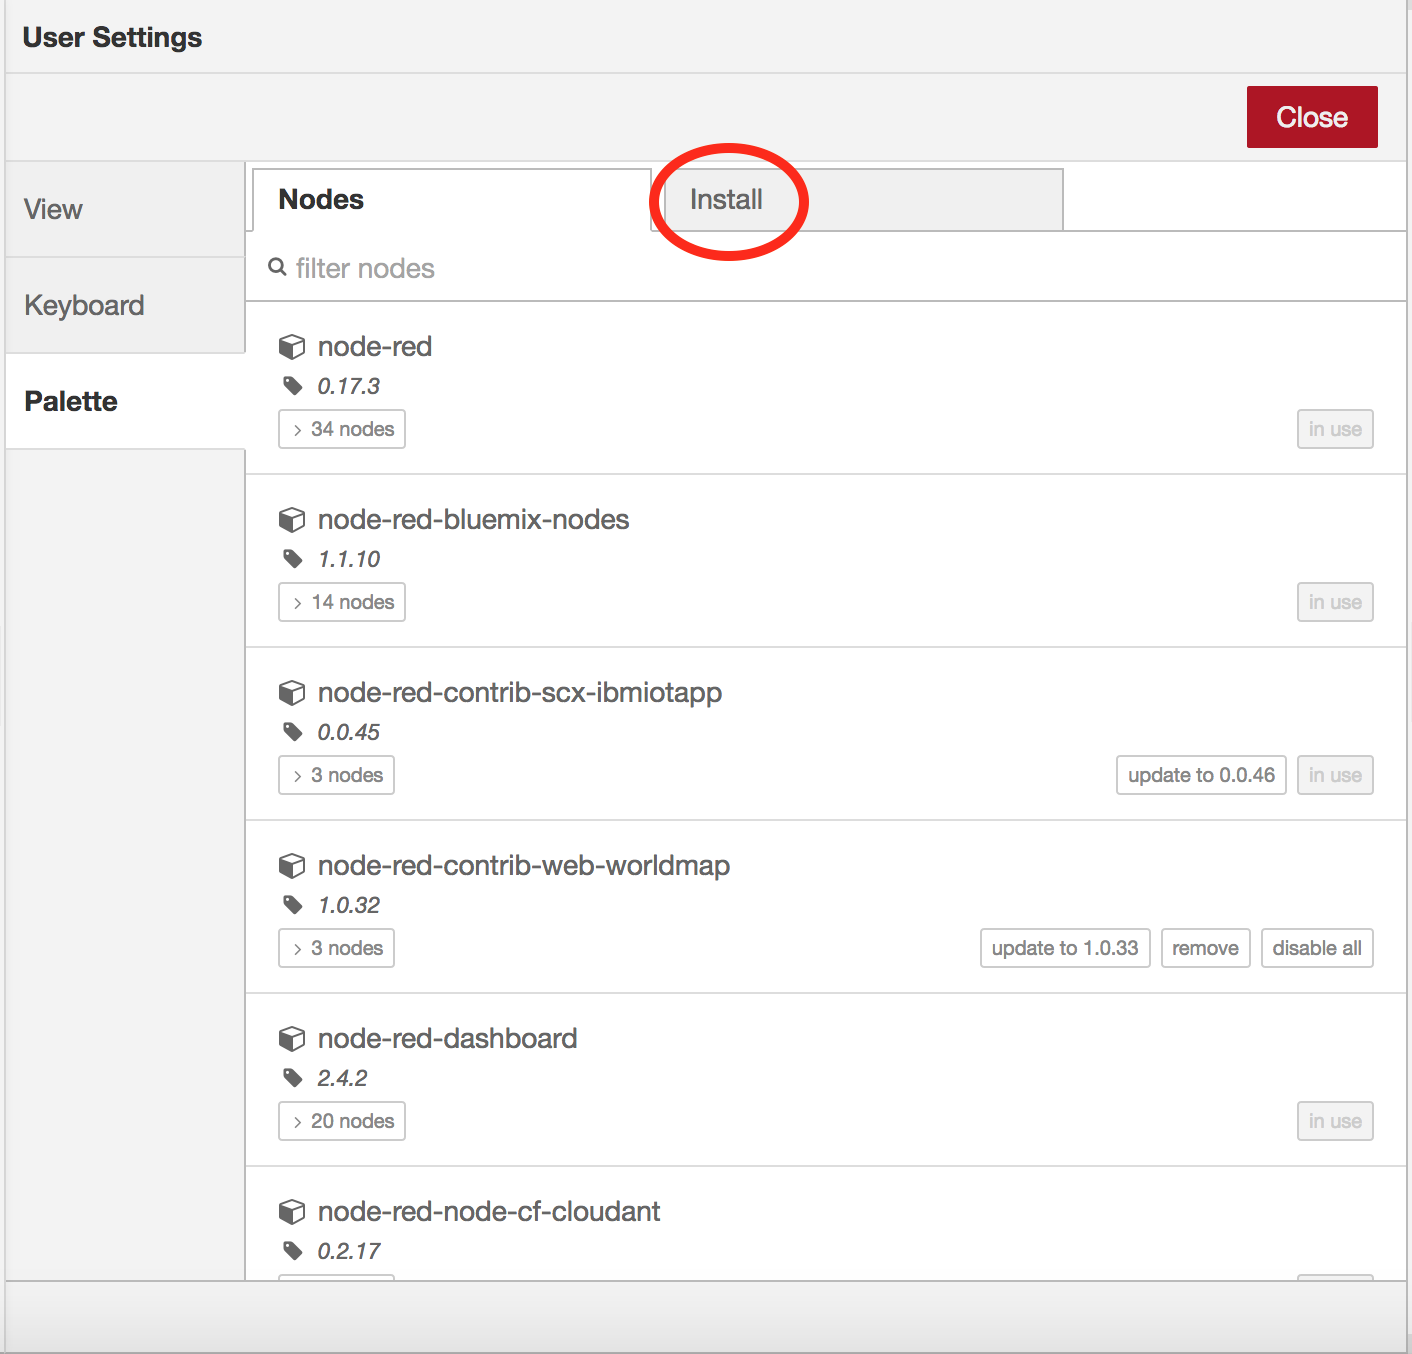 User Settings
Close
View
Keyboard
Palette
Nodes
Install
filter nodes
node-red
0.17.3
> 34 nodes
in use
node-red-bluemix-nodes
1.1.10
> 14 nodes
in use
node-red-contrib-scx-ibmiotapp
0.0.45
> 3 nodes
update to 0.0.46
in use
node-red-contrib-web-worldmap
1.0.32
> 3 nodes
update to 1.0.33
remove
disable all
node-red-dashboard
2.4.2
> 20 nodes
in use
node-red-node-cf-cloudant
0.2.17